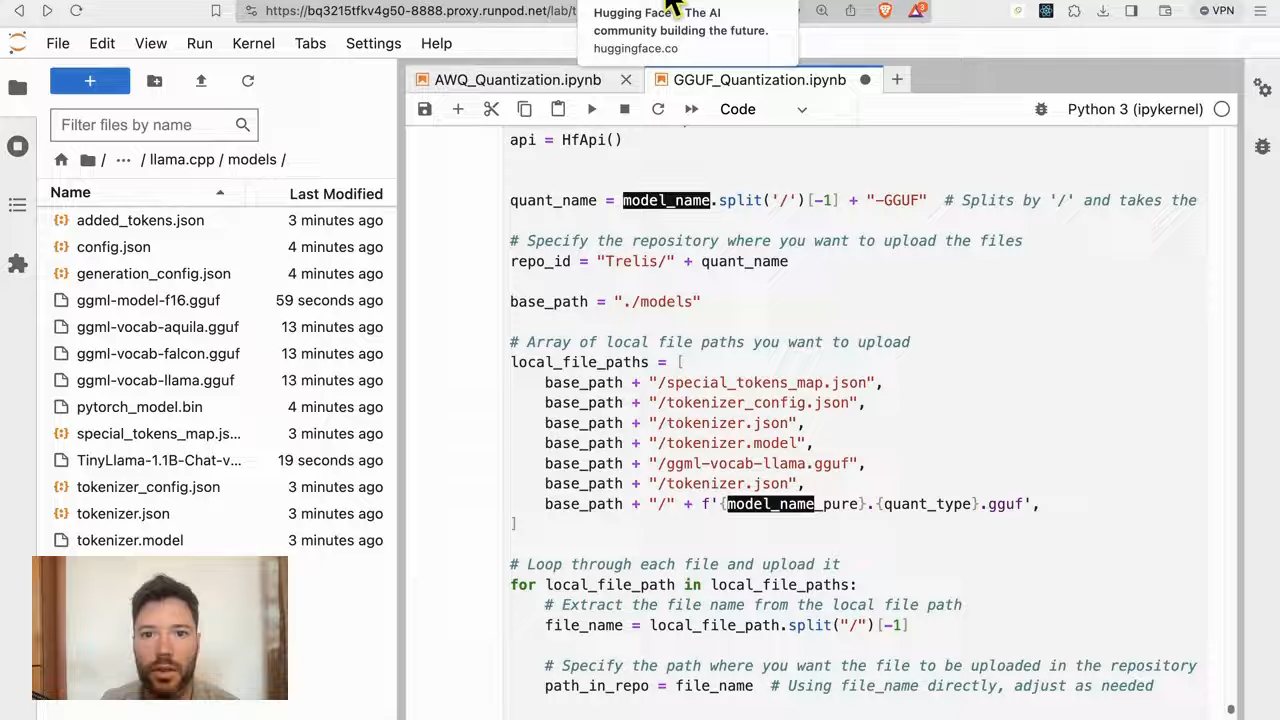 https://bq3215tfkv4g50-8888.proxy.runpod.net/lab/t
VPN
Hugging Face – The AI
community building the future.
huggingface.co
File Edit View Run Kernel Tabs Settings Help
Filter files by name
/ ··· / llama.cpp / models /
Name Last Modified
added_tokens.json 3 minutes ago
config.json 4 minutes ago
generation_config.json 4 minutes ago
ggml-model-f16.gguf 59 seconds ago
ggml-vocab-aquila.gguf 13 minutes ago
ggml-vocab-falcon.gguf 13 minutes ago
ggml-vocab-llama.gguf 13 minutes ago
pytorch_model.bin 4 minutes ago
special_tokens_map.js... 3 minutes ago
TinyLlama-1.1B-Chat-v... 19 seconds ago
tokenizer_config.json 3 minutes ago
tokenizer.json 3 minutes ago
tokenizer.model 3 minutes ago
AWQ_Quantization.ipynb GGUF_Quantization.ipynb
Code Python 3 (ipykernel)
api = HfApi()
quant_name = model_name.split('/')[-1] + "-GGUF"  # Splits by '/' and takes the
# Specify the repository where you want to upload the files
repo_id = "Trelis/" + quant_name
base_path = "./models"
# Array of local file paths you want to upload
local_file_paths = [
base_path + "/special_tokens_map.json",
base_path + "/tokenizer_config.json",
base_path + "/tokenizer.json",
base_path + "/tokenizer.model",
base_path + "/ggml-vocab-llama.gguf",
base_path + "/tokenizer.json",
base_path + "/" + f'{model_name_pure}.{quant_type}.gguf',
]
# Loop through each file and upload it
for local_file_path in local_file_paths:
# Extract the file name from the local file path
file_name = local_file_path.split("/")[-1]
# Specify the path where you want the file to be uploaded in the repository
path_in_repo = file_name  # Using file_name directly, adjust as needed